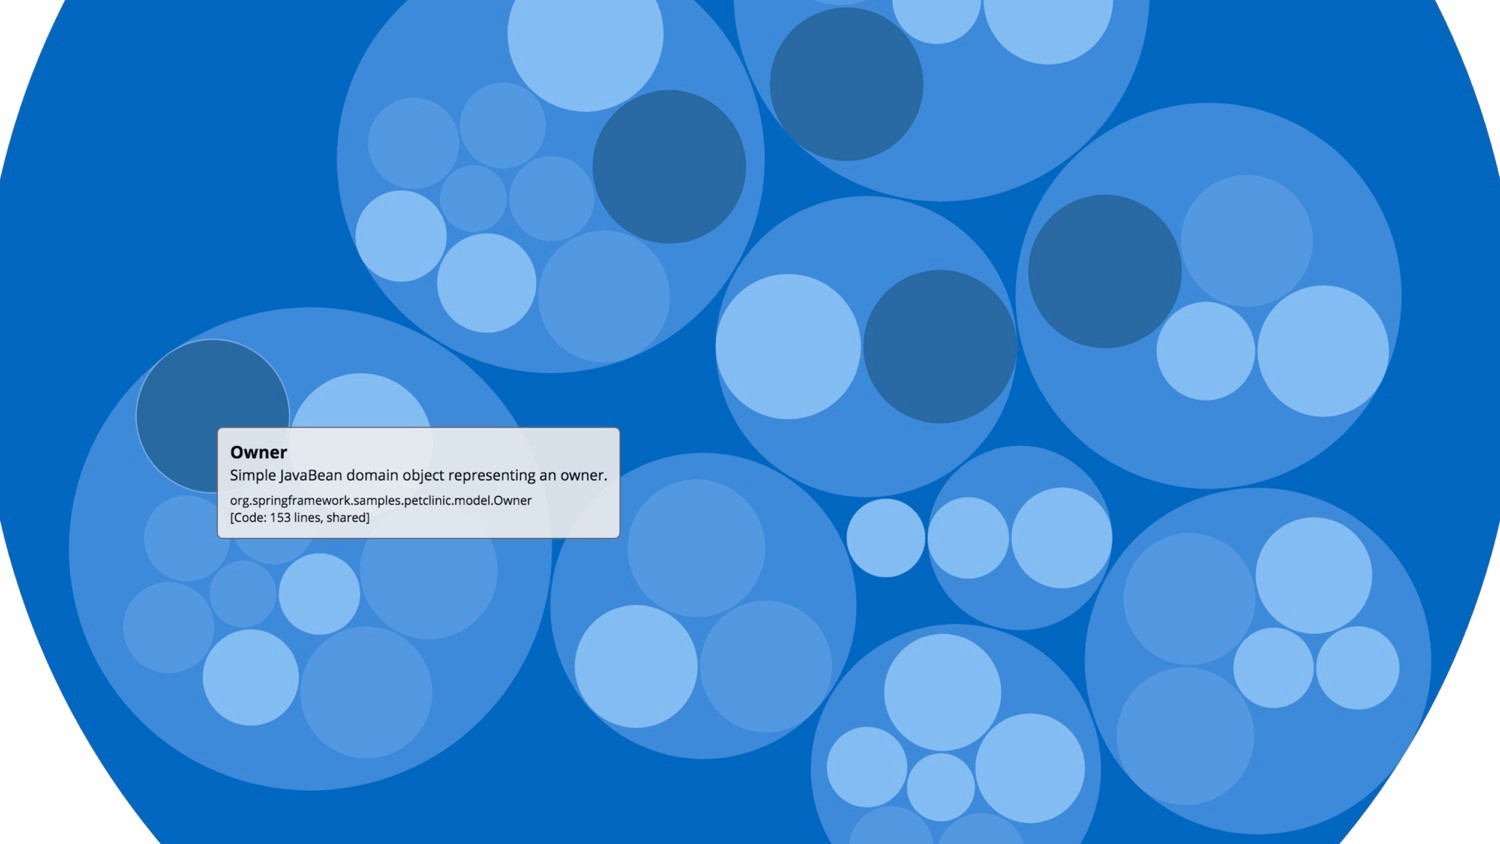 Owner
Simple JavaBean domain object representing an owner.
org.springframework.samples.petclinic.model.Owner
[Code: 153 lines, shared]